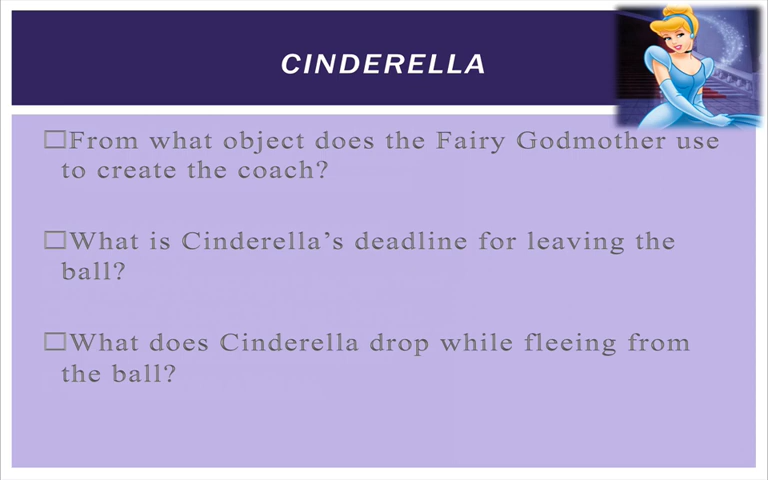 CINDERELLA
□From what object does the Fairy Godmother use
to create the coach?
□What is Cinderella’s deadline for leaving the
ball?
□What does Cinderella drop while fleeing from
the ball?